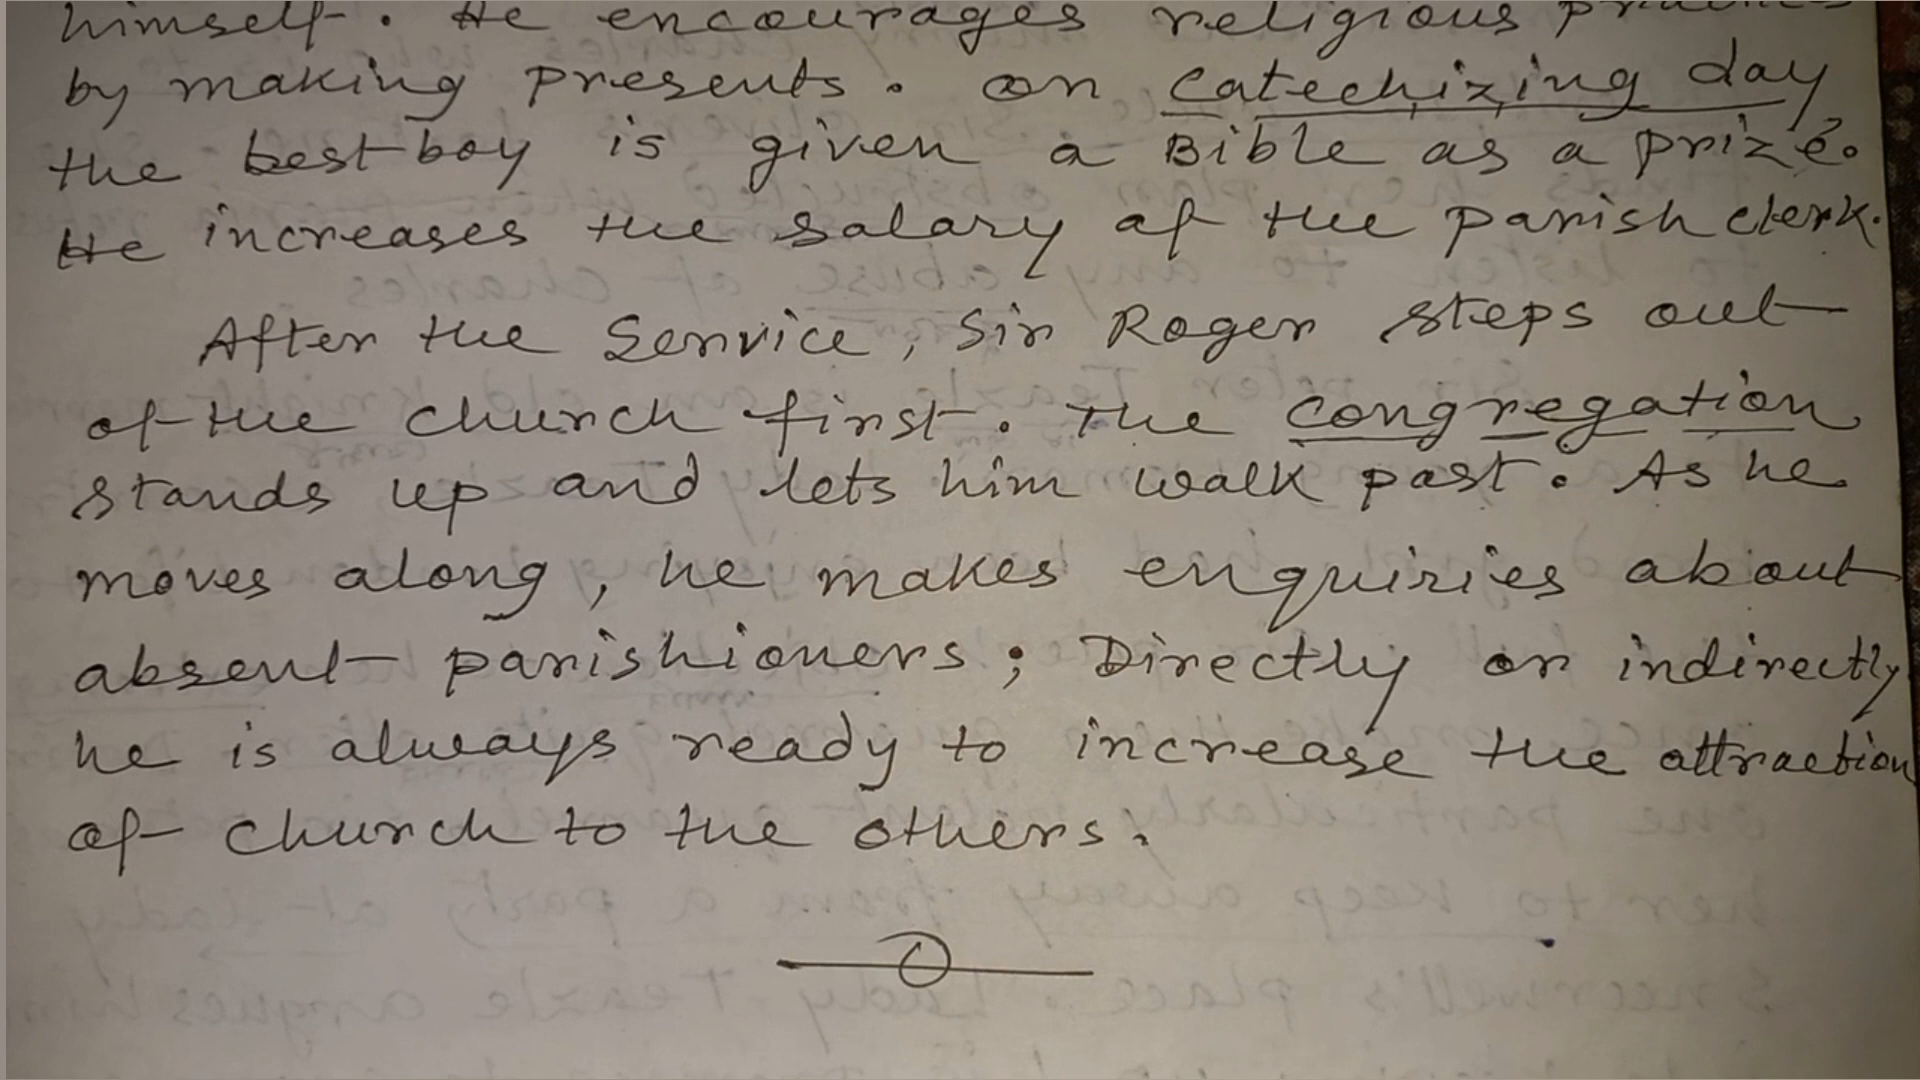 himself. He encourages religious
by making presents. on catechizing day
the best boy is given a Bible as a prize.
He increases the salary of the parish clerk.
After the Service, Sir Roger steps out
of the church first. The congregation
stands up and lets him walk past. As he
moves along, he makes enquiries about
absent parishioners; Directly or indirectly
he is always ready to increase the attraction
of church to the others.